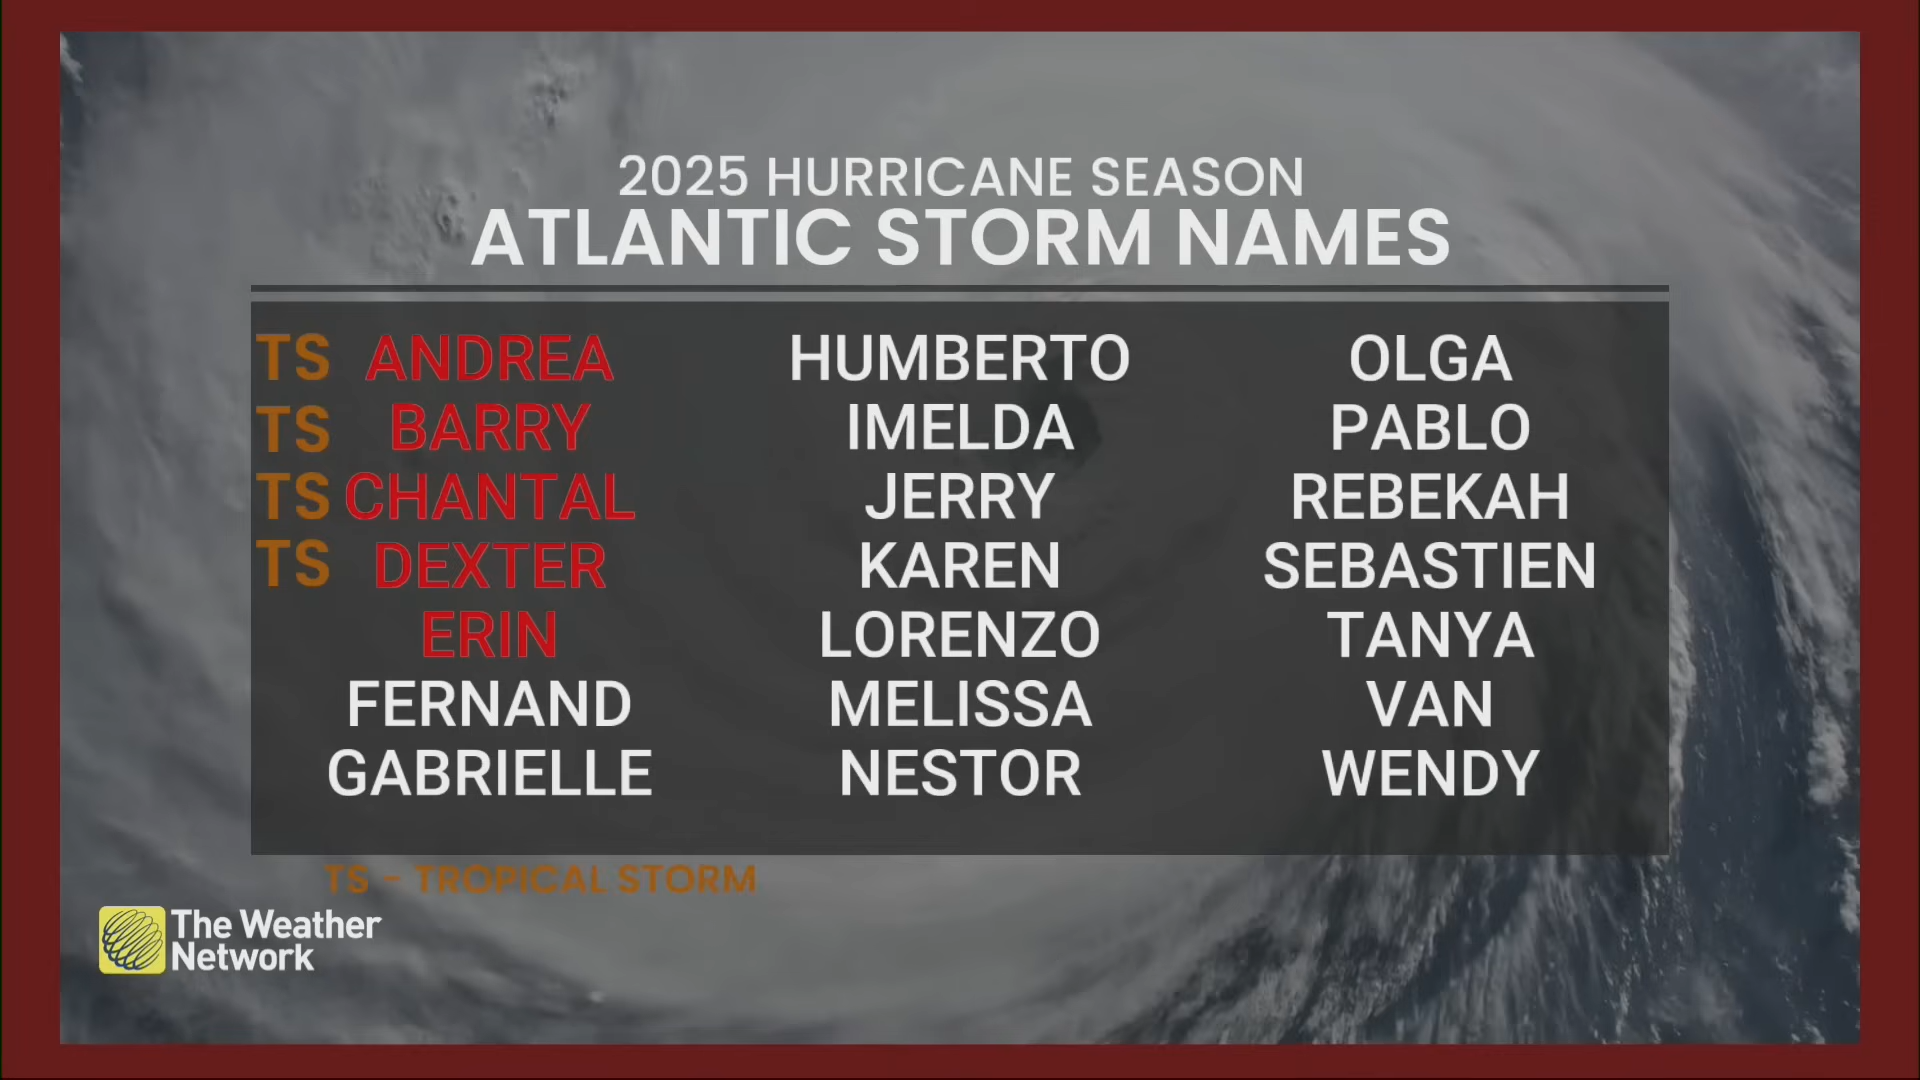 2025 HURRICANE SEASON
ATLANTIC STORM NAMES
TS ANDREA
TS BARRY
TS CHANTAL
TS DEXTER
ERIN
FERNAND
GABRIELLE
HUMBERTO
IMELDA
JERRY
KAREN
LORENZO
MELISSA
NESTOR
OLGA
PABLO
REBEKAH
SEBASTIEN
TANYA
VAN
WENDY
TS - TROPICAL STORM
The Weather
Network